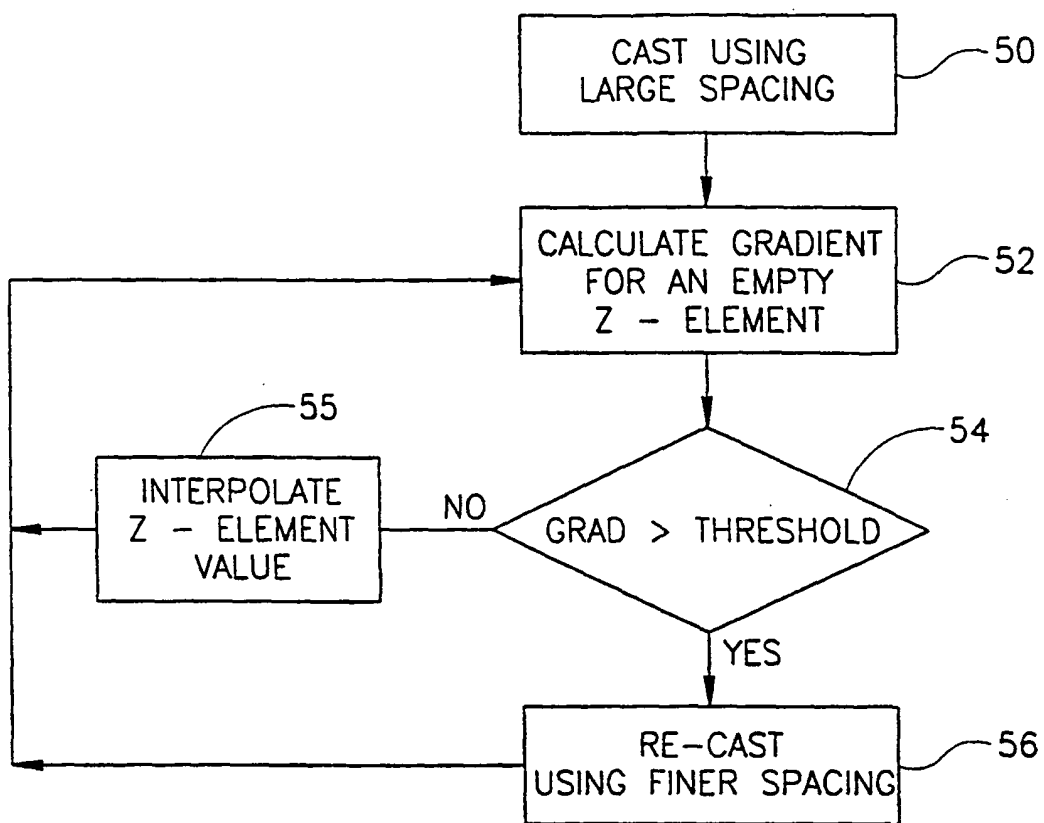 CAST USING
LARGE SPACING
50
CALCULATE GRADIENT
FOR AN EMPTY
Z - ELEMENT
52
55
54
INTERPOLATE
Z - ELEMENT
VALUE
NO
GRAD > THRESHOLD
YES
RE-CAST
USING FINER SPACING
56